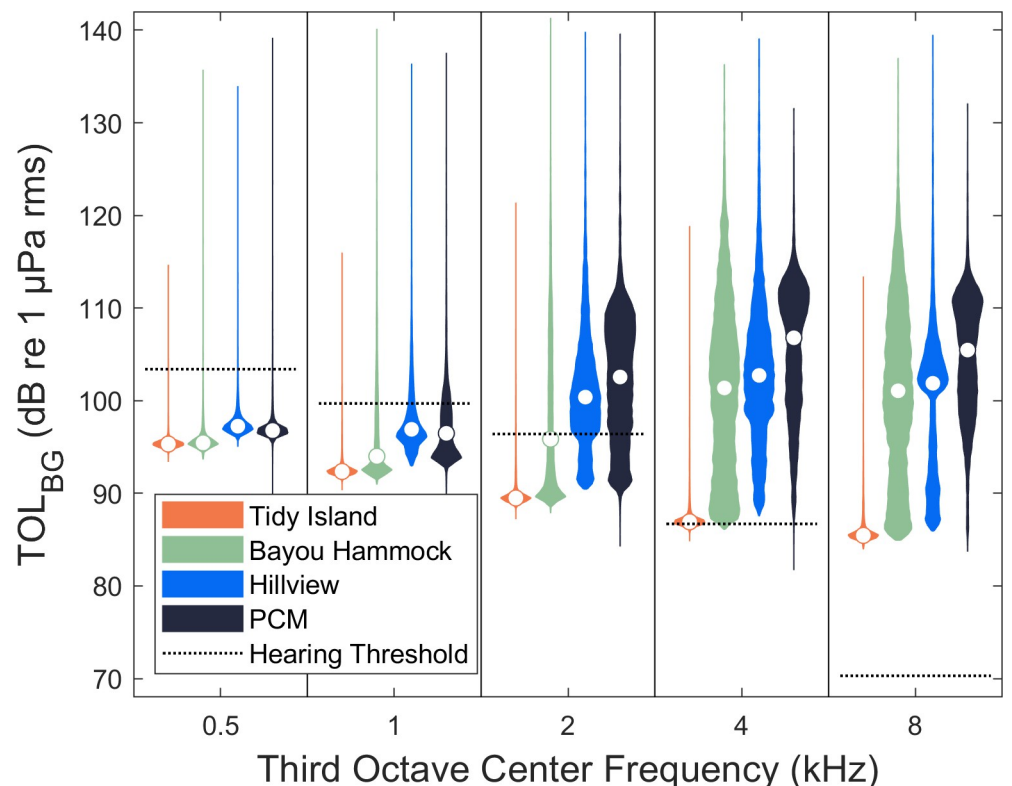 140
130
120
110
100
90
80
70
TOL_BG (dB re 1 μPa rms)
Tidy Island
Bayou Hammock
Hillview
PCM
Hearing Threshold
0.5 1 2 4 8
Third Octave Center Frequency (kHz)